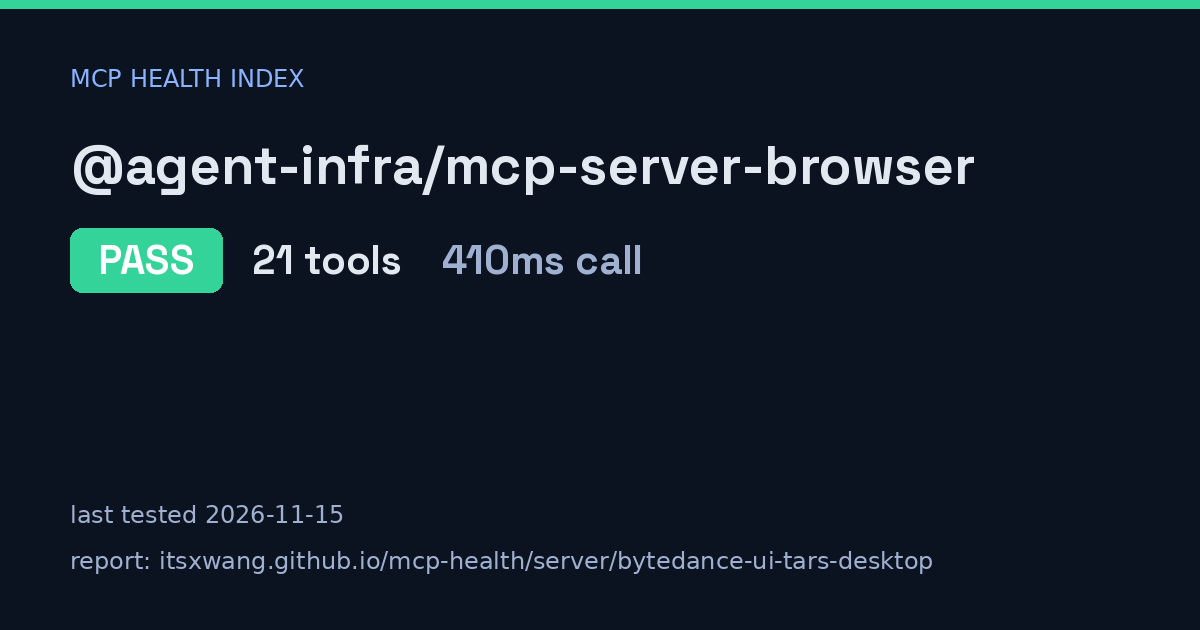 MCP HEALTH INDEX
@agent-infra/mcp-server-browser
PASS 21 tools 410ms call
last tested 2026-11-15
report: itsxwang.github.io/mcp-health/server/bytedance-ui-tars-desktop